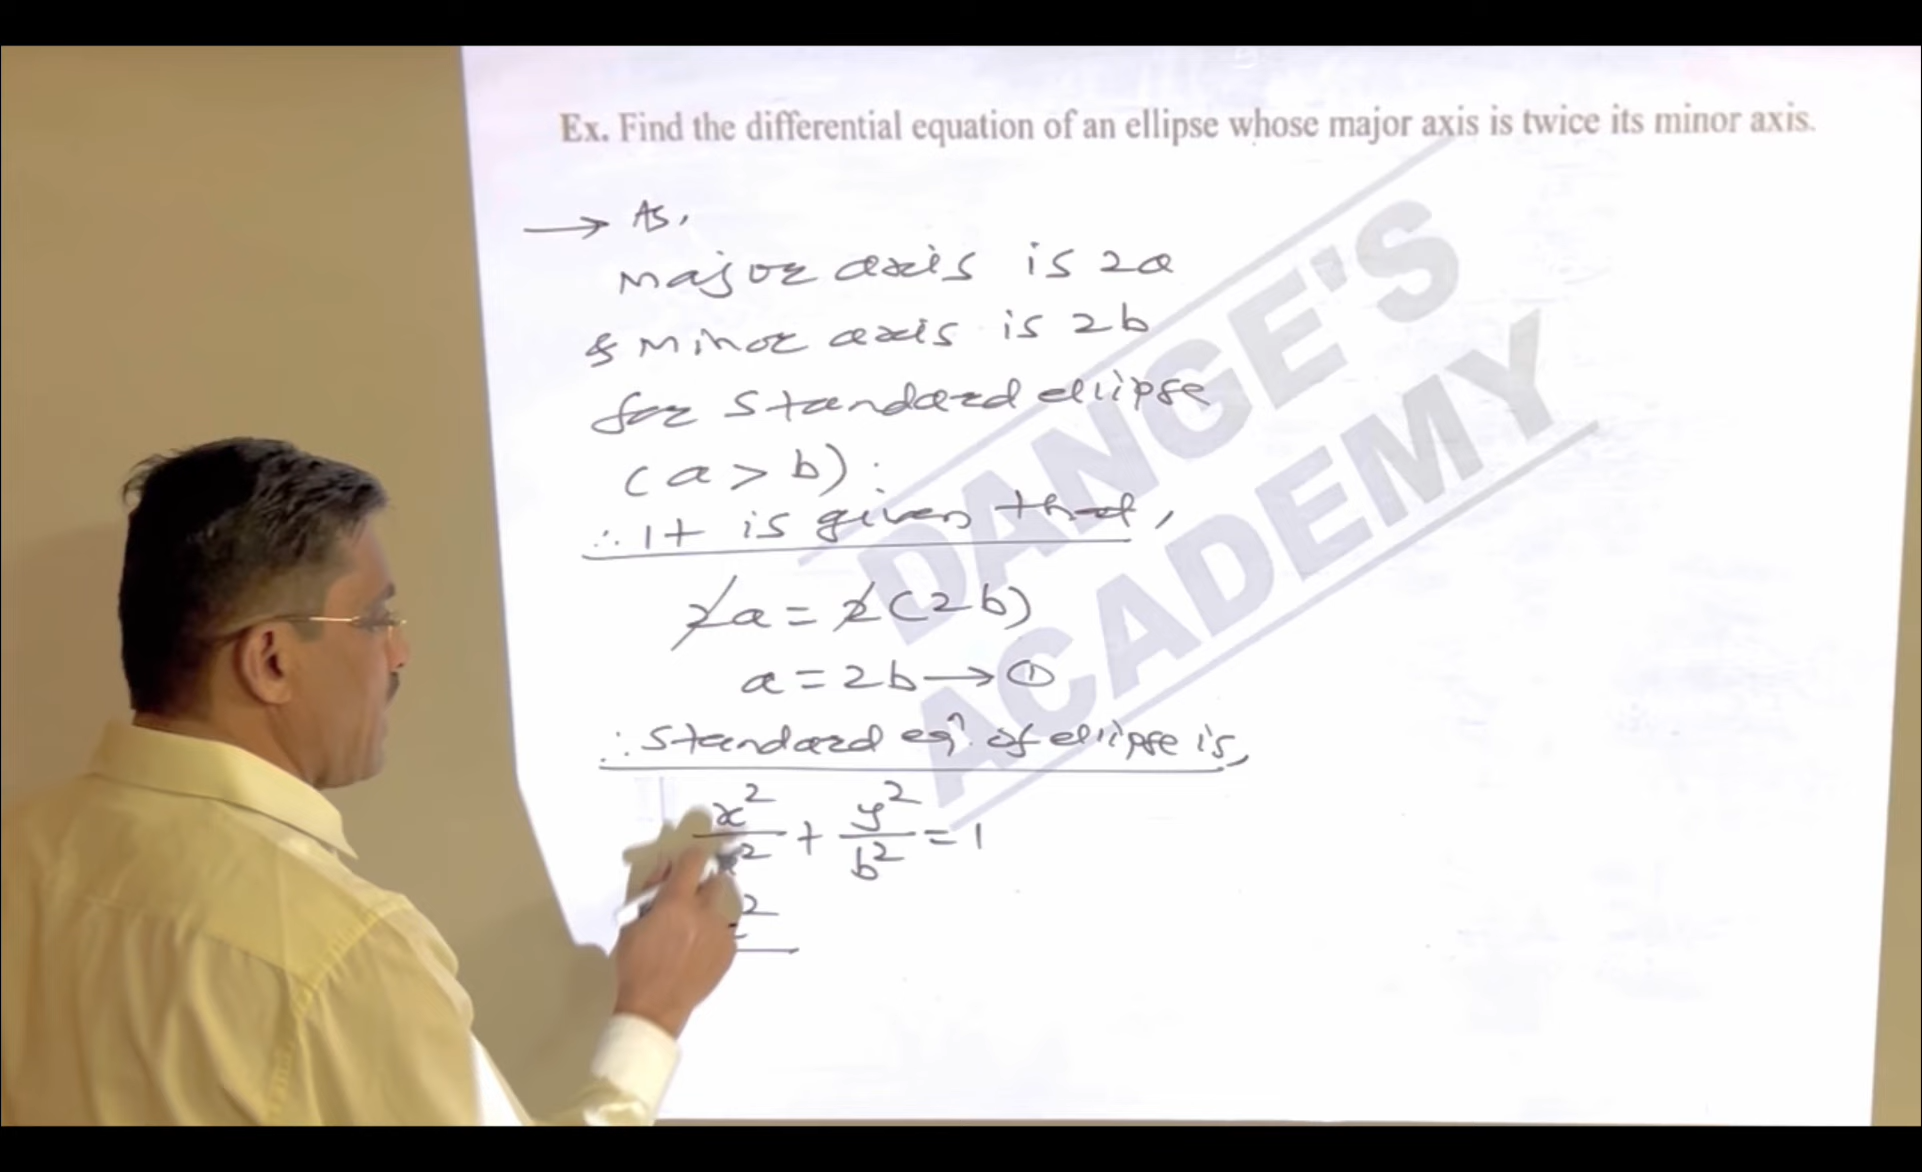 Ex. Find the differential equation of an ellipse whose major axis is twice its minor axis.
→ As,
major axis is 2a
& minor axis is 2b
for standard ellipse
(a > b).
∴ It is given that,
2a = 2(2b)
a = 2b → ①
∴ standard eqn. of ellipse is,
x² + y² = 1
b²
2
DANGE'S
ACADEMY